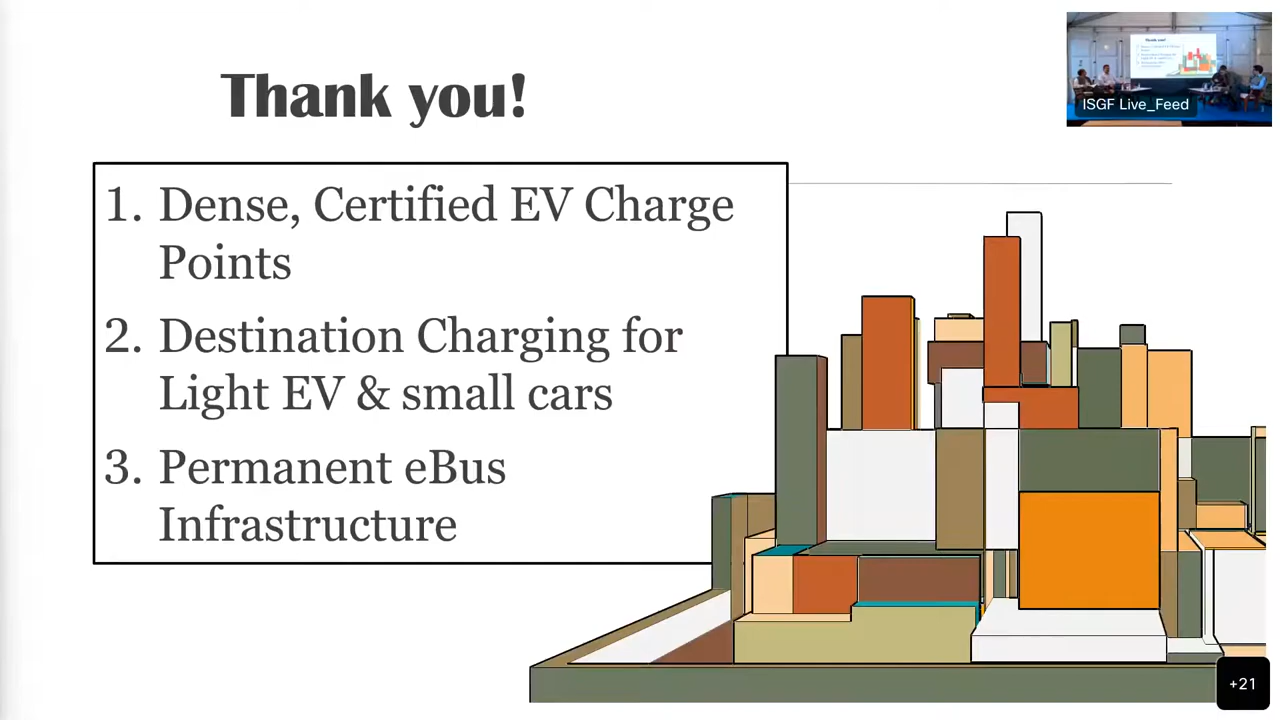 Thank you!
1. Dense, Certified EV Charge
Points
2. Destination Charging for
Light EV & small cars
3. Permanent eBus
Infrastructure
ISGF Live_Feed
+21